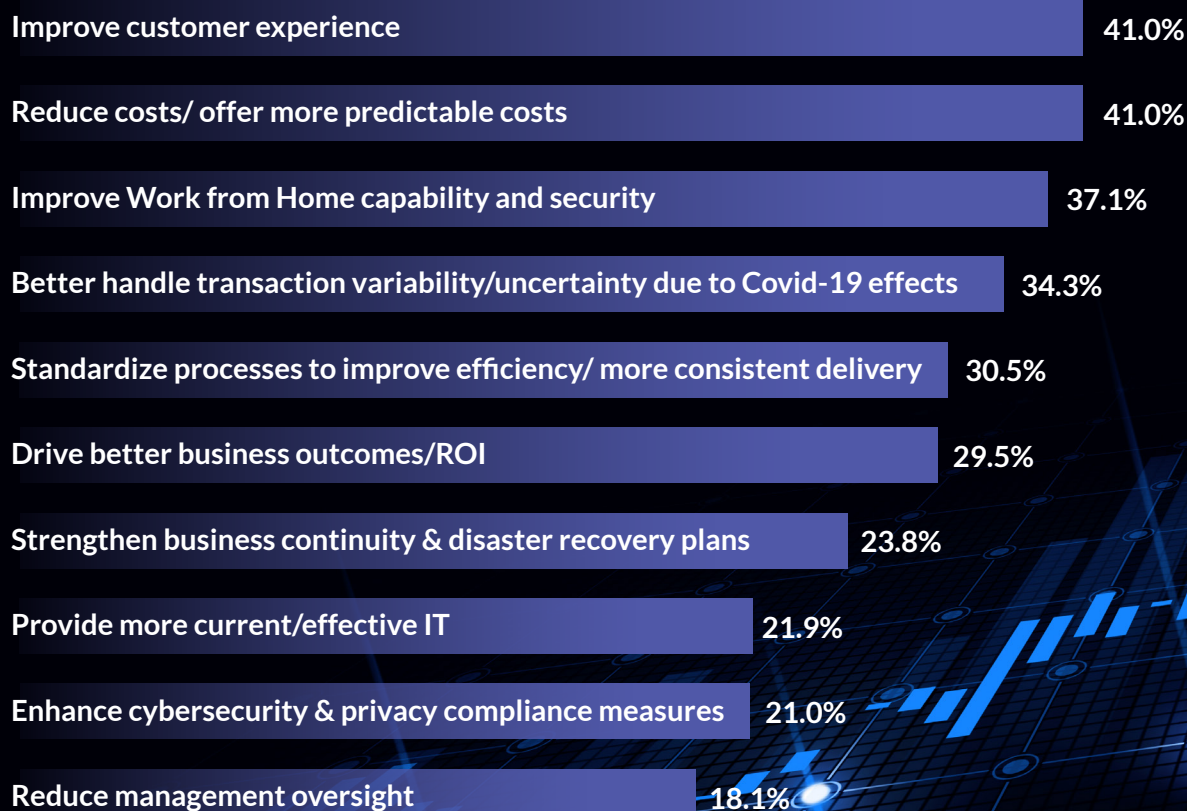 Improve customer experience 41.0%
Reduce costs/ offer more predictable costs 41.0%
Improve Work from Home capability and security 37.1%
Better handle transaction variability/uncertainty due to Covid-19 effects 34.3%
Standardize processes to improve efficiency/ more consistent delivery 30.5%
Drive better business outcomes/ROI 29.5%
Strengthen business continuity & disaster recovery plans 23.8%
Provide more current/effective IT 21.9%
Enhance cybersecurity & privacy compliance measures 21.0%
Reduce management oversight 18.1%